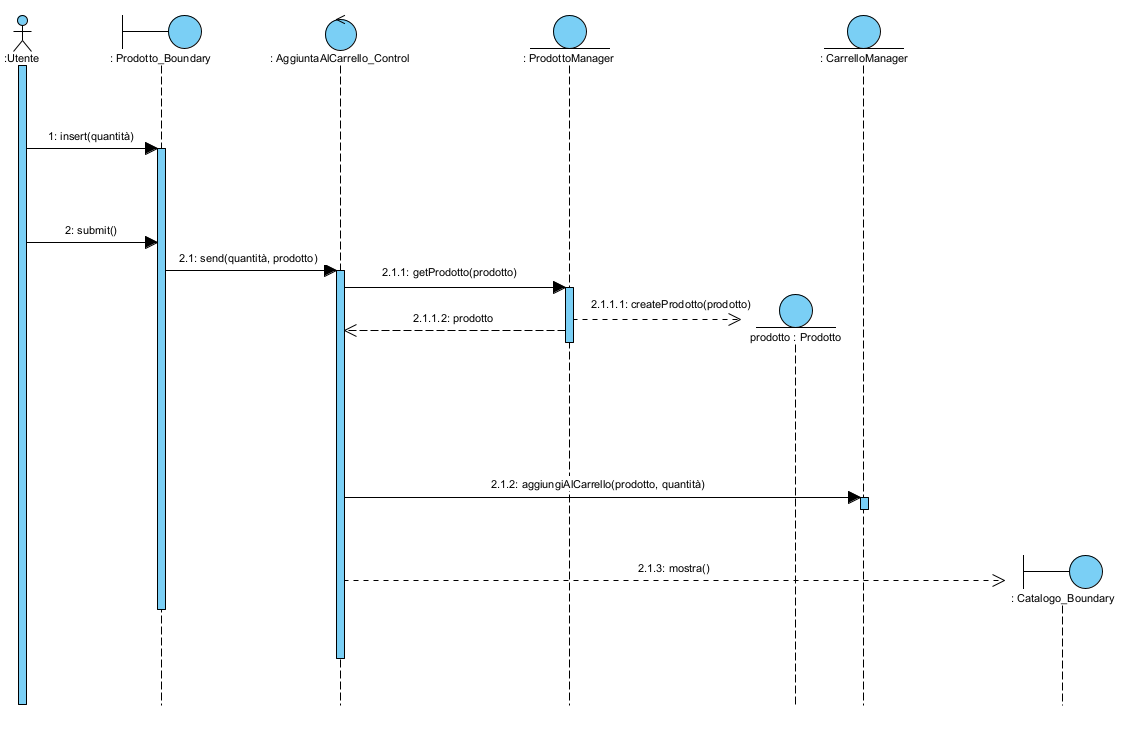 :Utente
: Prodotto_Boundary
: AggiuntaAlCarrello_Control
: ProdottoManager
: CarrelloManager
1: insert(quantità)
2: submit()
2.1: send(quantità, prodotto)
2.1.1: getProdotto(prodotto)
2.1.1.1: createProdotto(prodotto)
2.1.1.2: prodotto
prodotto : Prodotto
2.1.2: aggiungiAlCarrello(prodotto, quantità)
2.1.3: mostra()
: Catalogo_Boundary